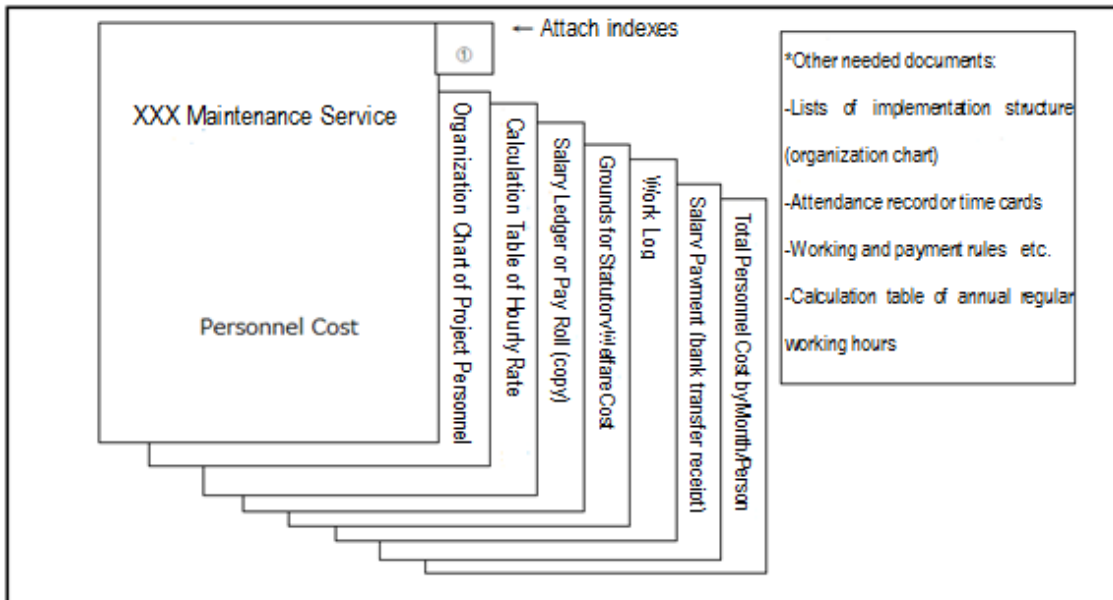 ← Attach indexes
①
XXX Maintenance Service
Personnel Cost
Organization Chart of Project Personnel
Calculation Table of Hourly Rate
Salary Ledger or Pay Roll (copy)
Grounds for Statutory Welfare Cost
Work Log
Salary Payment (bank transfer receipt)
Total Personnel Cost by Month/Person
*Other needed documents:
-Lists of implementation structure
(organization chart)
-Attendance record or time cards
-Working and payment rules etc.
-Calculation table of annual regular
working hours